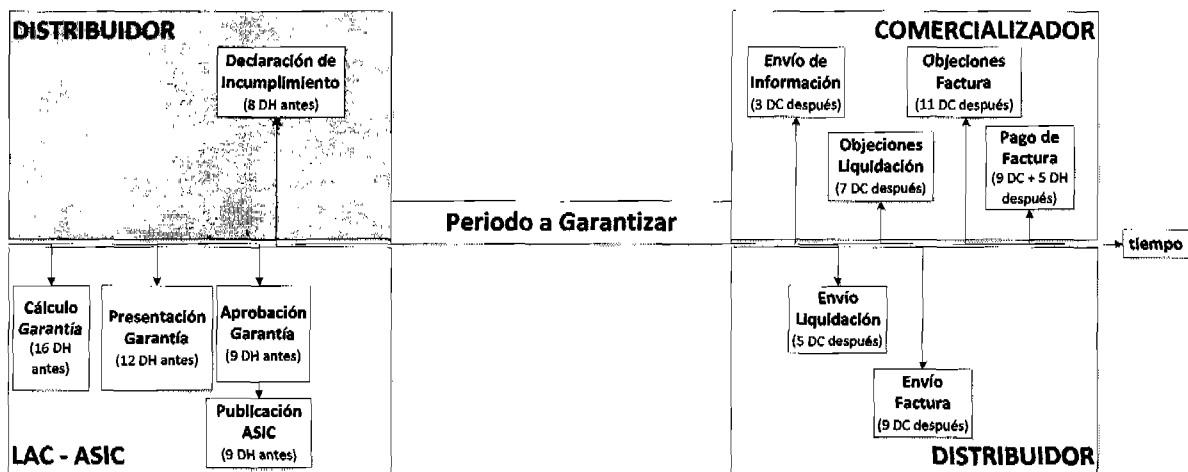 DISTRIBUIDOR
Declaración de
Incumplimiento
(8 DH antes)
COMERCIALIZADOR
Envío de
Información
(3 DC después)
Objeciones
Factura
(11 DC después)
Objeciones
Liquidación
(7 DC después)
Pago de
Factura
(9 DC + 5 DH
después)
Periodo a Garantizar
tiempo
Cálculo
Garantía
(16 DH
antes)
Presentación
Garantía
(12 DH antes)
Aprobación
Garantía
(9 DH antes)
Publicación
ASIC
(9 DH antes)
LAC - ASIC
Envío
Liquidación
(5 DC después)
Envío
Factura
(9 DC después)
DISTRIBUIDOR